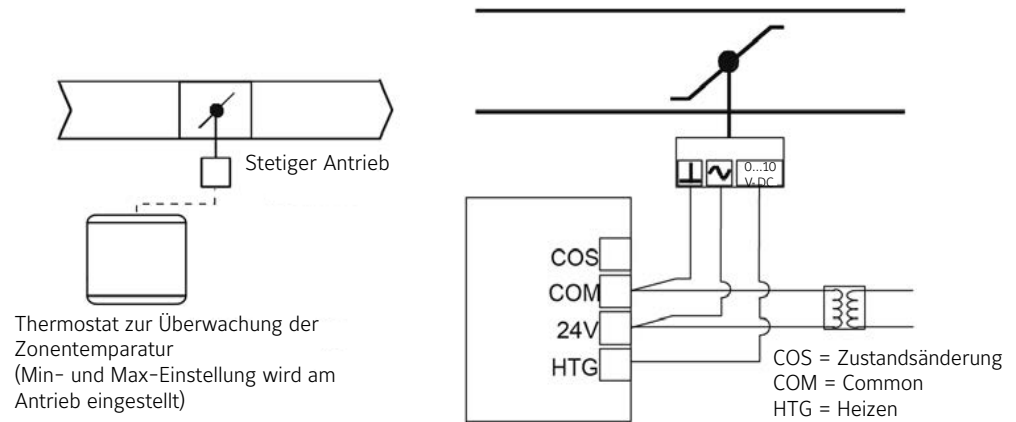 Stetiger Antrieb
Thermostat zur Überwachung der
Zonentemparatur
(Min- und Max-Einstellung wird am
Antrieb eingestellt)
0...10
V-DC
COS
COM
24V
HTG
COS = Zustandsänderung
COM = Common
HTG = Heizen